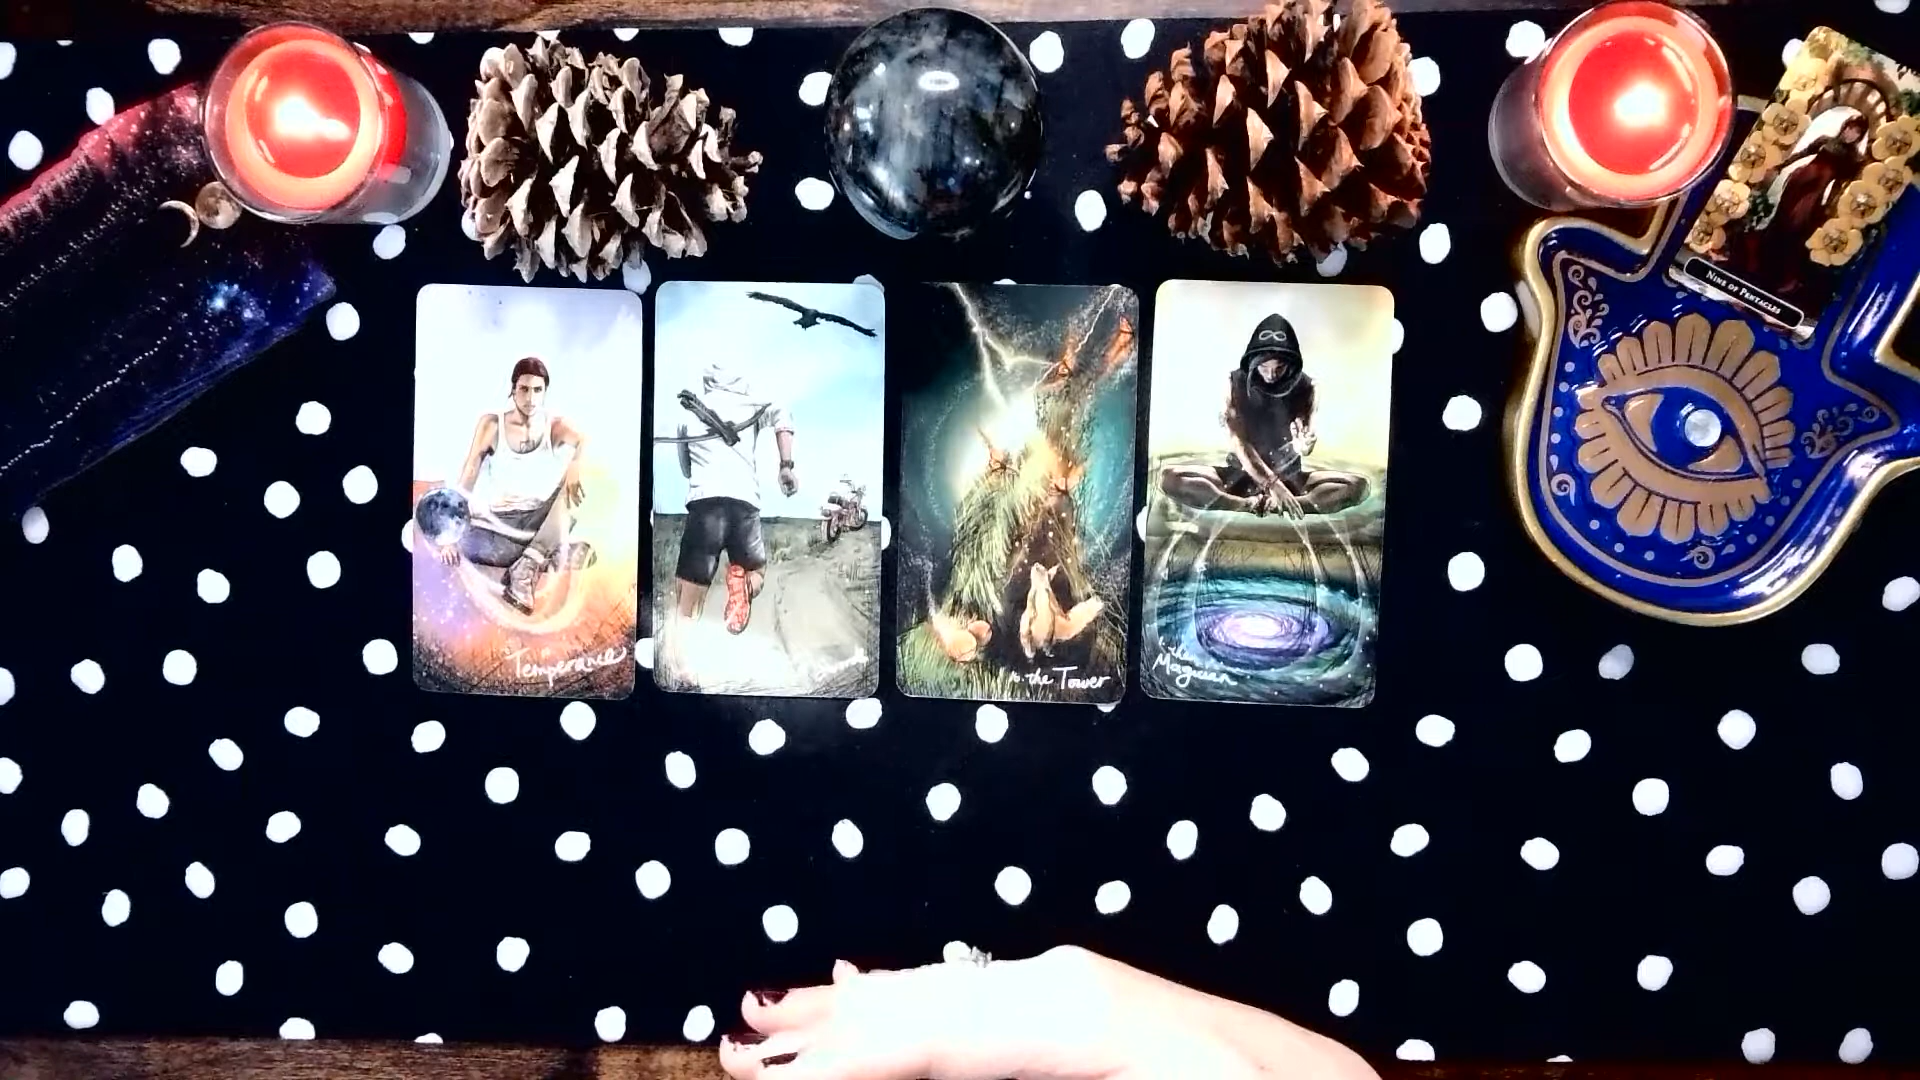 Temperance
the Tower
the
Magician
NINE OF PENTACLES